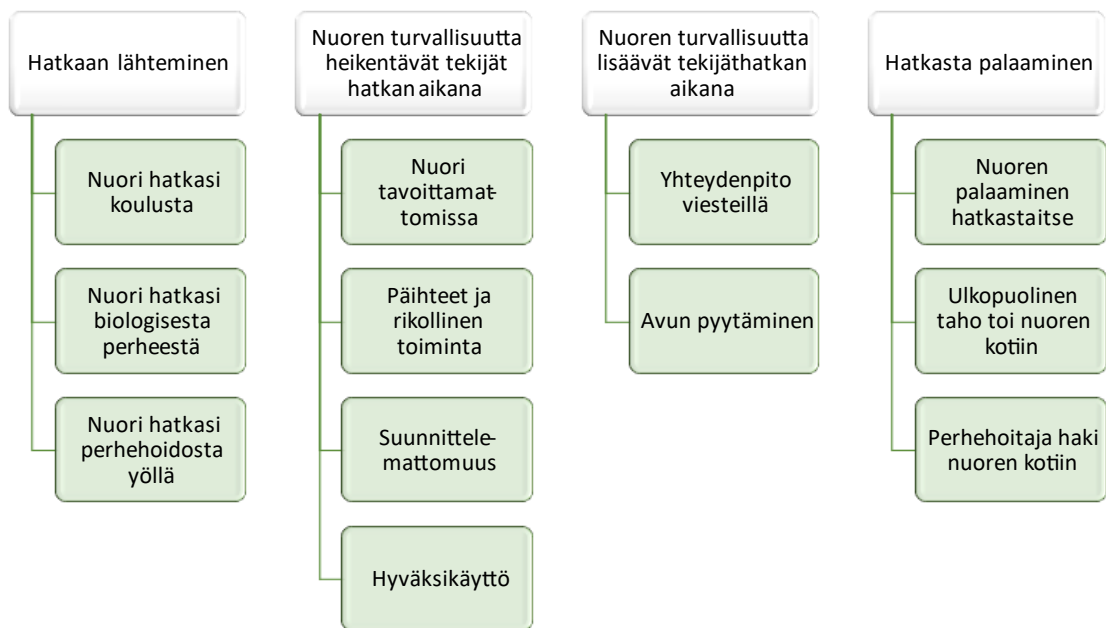 Hatkaan lähteminen
Nuori hatkasi
koulusta
Nuori hatkasi
biologisesta
perheestä
Nuori hatkasi
perhehoidosta
yöllä
Nuoren turvallisuutta
heikentävät tekijät
hatkan aikana
Nuori
tavoittamat-
tomissa
Päihteet ja
rikollinen
toiminta
Suunnittele-
mattomuus
Hyväksikäyttö
Nuoren turvallisuutta
lisäävät tekijäthatkan
aikana
Yhteydenpito
viesteillä
Avun pyytäminen
Hatkasta palaaminen
Nuoren
palaaminen
hatkastaitse
Ulkopuolinen
taho toi nuoren
kotiin
Perhehoitaja haki
nuoren kotiin